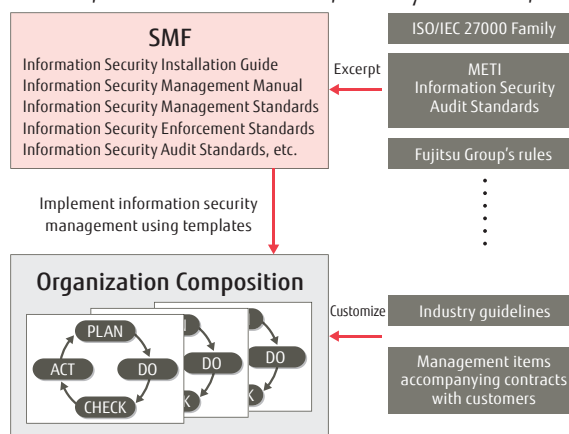 SMF
Information Security Installation Guide
Information Security Management Manual
Information Security Management Standards
Information Security Enforcement Standards
Information Security Audit Standards, etc.
Excerpt
ISO/IEC 27000 Family
METI
Information Security
Audit Standards
Fujitsu Group's rules
Implement information security
management using templates
Organization Composition
PLAN
ACT
DO
CHECK
DO
DO
Customize
Industry guidelines
Management items
accompanying contracts
with customers